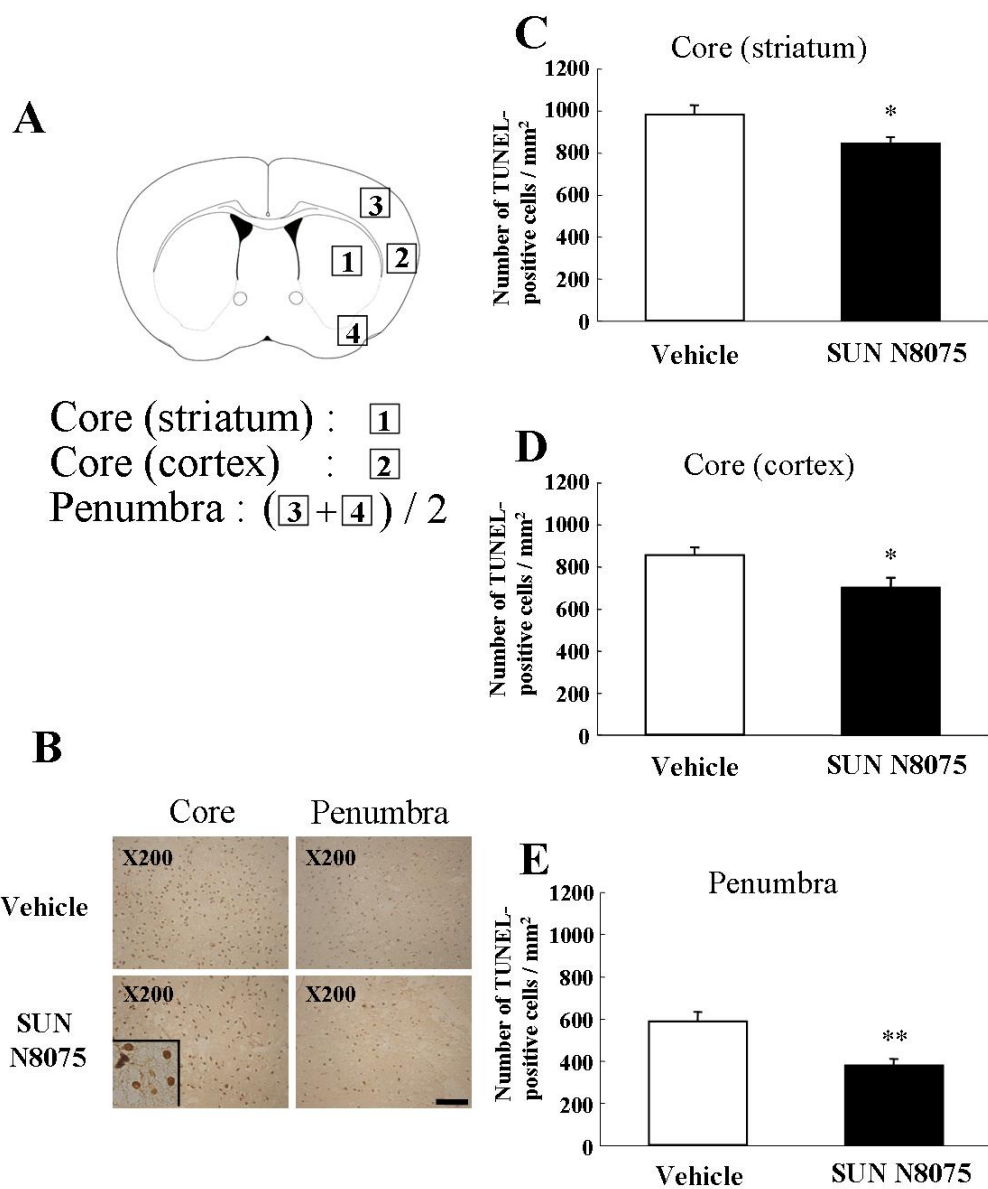 A
3
1
2
4
Core (striatum) : 1
Core (cortex) : 2
Penumbra : (3+4) / 2
B
Core Penumbra
X200 X200
Vehicle
X200 X200
SUN
N8075
C
Core (striatum)
Number of TUNEL-
positive cells / mm²
1200
1000
800
600
400
200
0
*
Vehicle SUN N8075
D
Core (cortex)
Number of TUNEL-
positive cells / mm²
1200
1000
800
600
400
200
0
*
Vehicle SUN N8075
E
Penumbra
Number of TUNEL-
positive cells / mm²
1200
1000
800
600
400
200
0
**
Vehicle SUN N8075